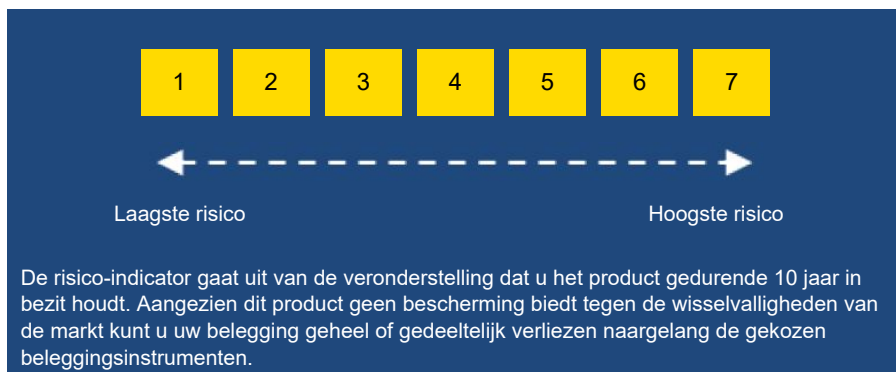 1 2 3 4 5 6 7
Laagste risico Hoogste risico
De risico-indicator gaat uit van de veronderstelling dat u het product gedurende 10 jaar in
bezit houdt. Aangezien dit product geen bescherming biedt tegen de wisselvalligheden van
de markt kunt u uw belegging geheel of gedeeltelijk verliezen naargelang de gekozen
beleggingsinstrumenten.